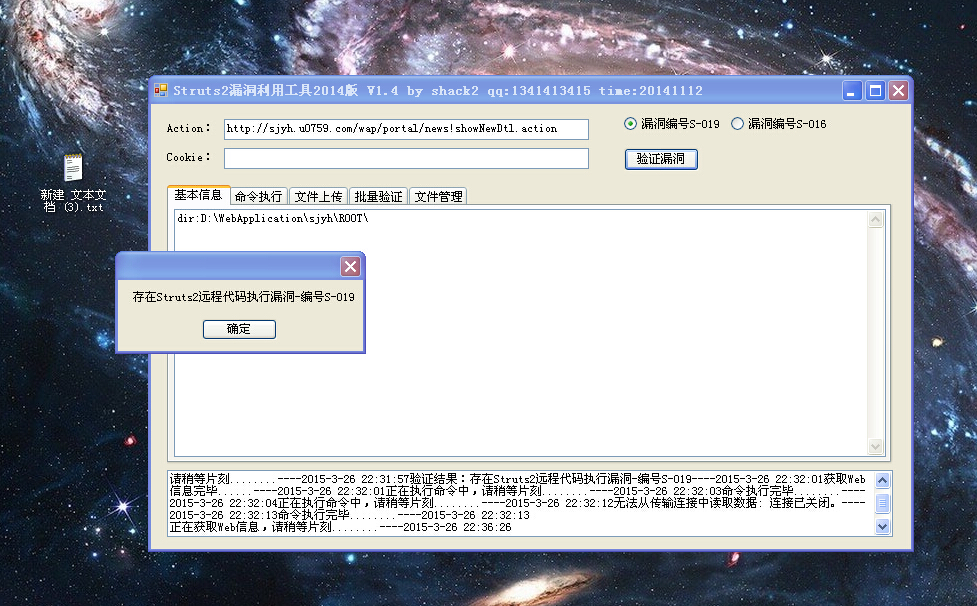 Struts2漏洞利用工具2014版 V1.4 by shack2 qq:1341413415 time:20141112
Action: http://sjyh.u0759.com/wap/portal/news!showNewDtl.action 漏洞编号S-019 漏洞编号S-016
Cookie: 验证漏洞
新建 文本文
档 (3).txt
基本信息 命令执行 文件上传 批量验证 文件管理
dir:D:\WebApplication\sjyh\ROOT\
存在Struts2远程代码执行漏洞-编号S-019
确定
请稍等片刻........----2015-3-26 22:31:57验证结果：存在Struts2远程代码执行漏洞-编号S-019----2015-3-26 22:32:01获取Web
信息完毕......----2015-3-26 22:32:01正在执行命令中，请稍等片刻........----2015-3-26 22:32:03命令执行完毕........----
2015-3-26 22:32:04正在执行命令中，请稍等片刻........----2015-3-26 22:32:12无法从传输连接中读取数据: 连接已关闭。----
2015-3-26 22:32:13命令执行完毕........----2015-3-26 22:32:13
正在获取Web信息，请稍等片刻........----2015-3-26 22:36:26